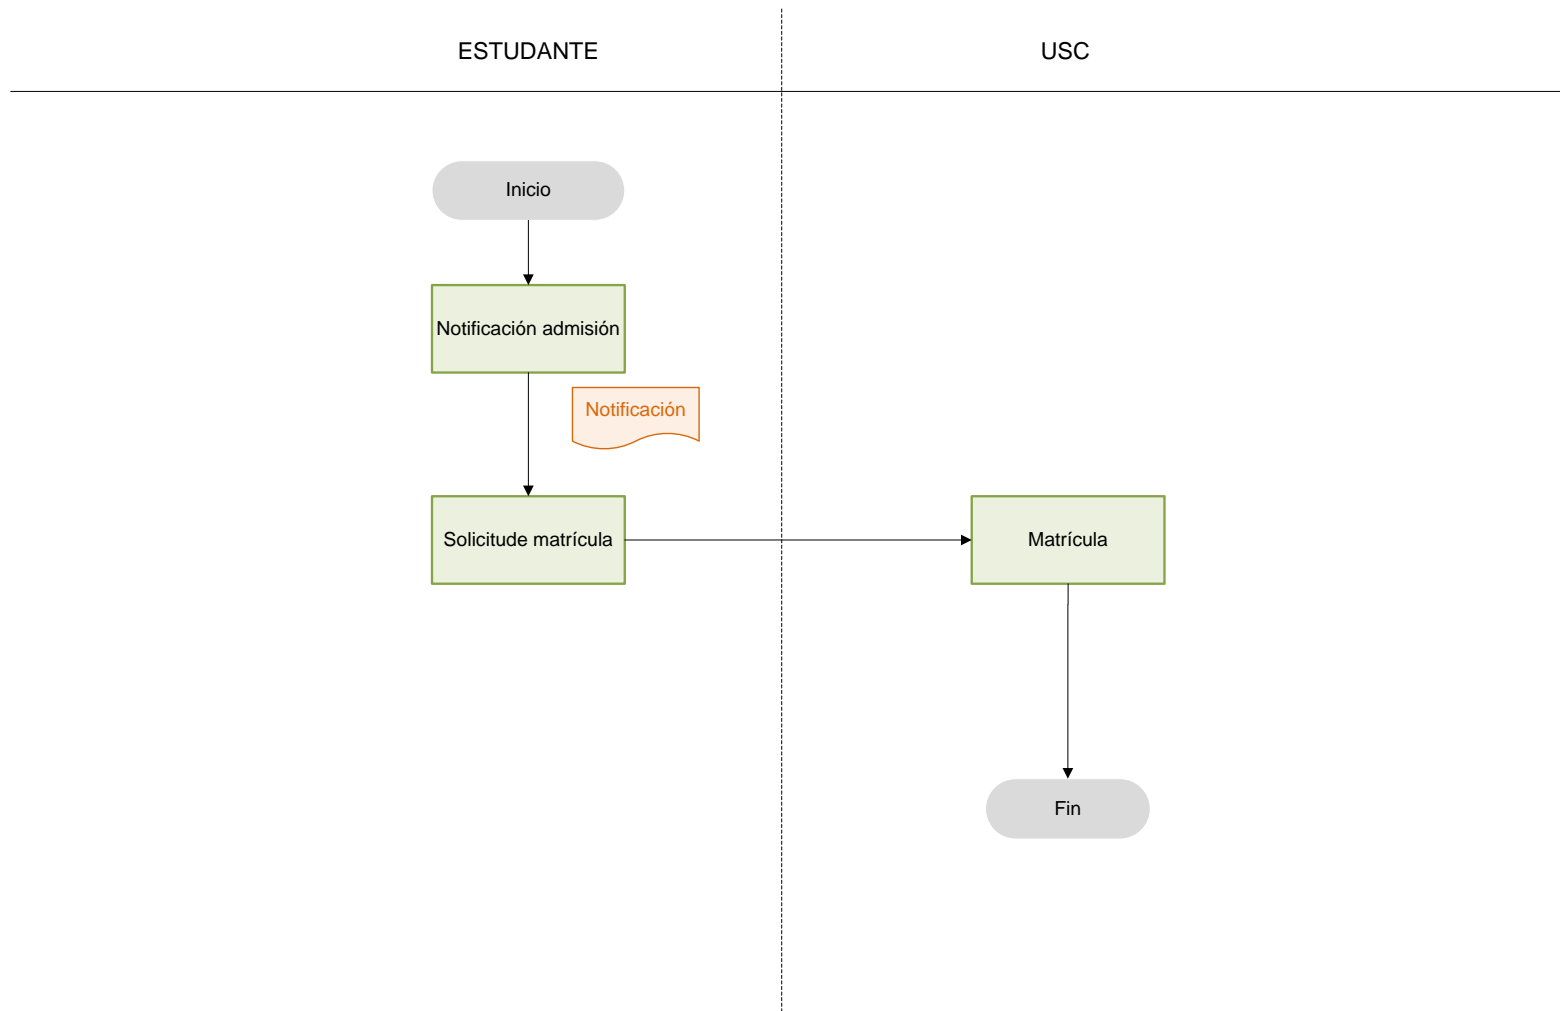 ESTUDANTE
USC
Inicio
Notificación admisión
Notificación
Solicitude matrícula
Matrícula
Fin